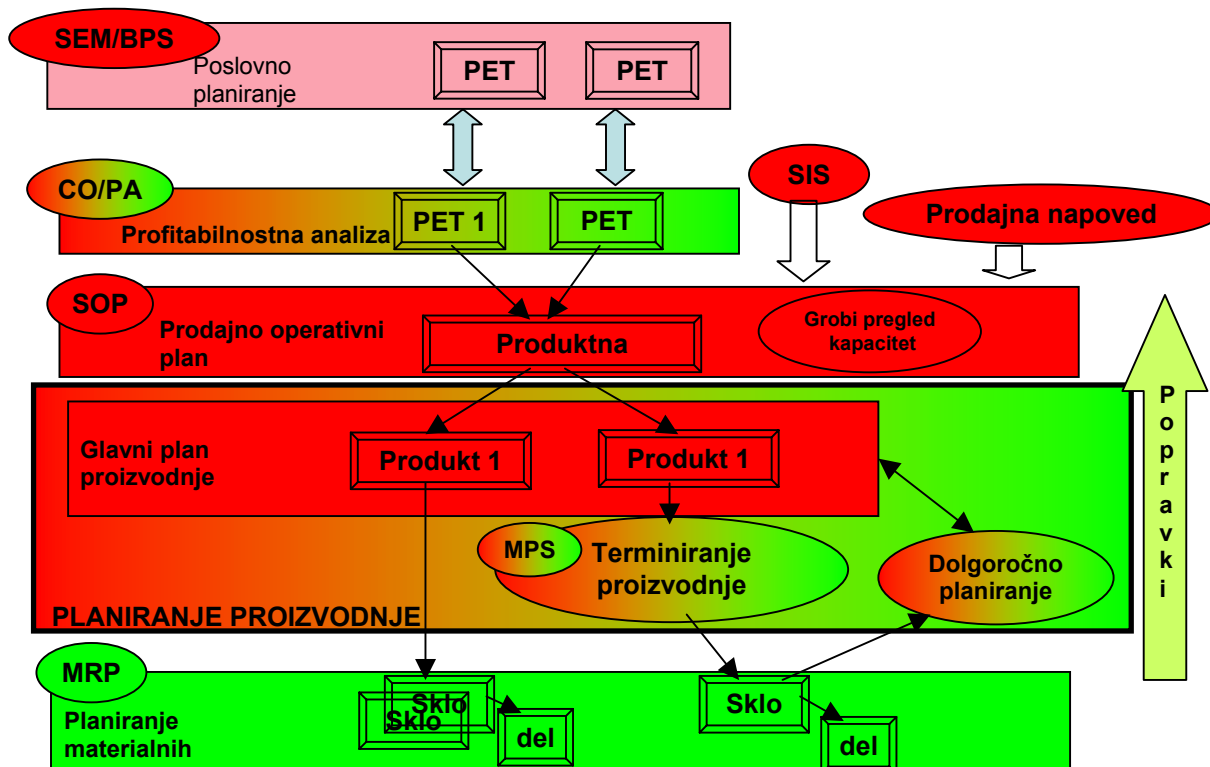 SEM/BPS
Poslovno
planiranje
PET
PET
CO/PA
Profitabilnostna analiza
PET 1
PET
SIS
Prodajna napoved
SOP
Prodajno operativni
plan
Produktna
Grobi pregled
kapacitet
Glavni plan
proizvodnje
Produkt 1
Produkt 1
MPS
Terminiranje
proizvodnje
Dolgoročno
planiranje
PLANIRANJE PROIZVODNJE
P
o
p
r
a
v
k
i
MRP
Planiranje
materialnih
Sklo
Sklo
del
Sklo
del